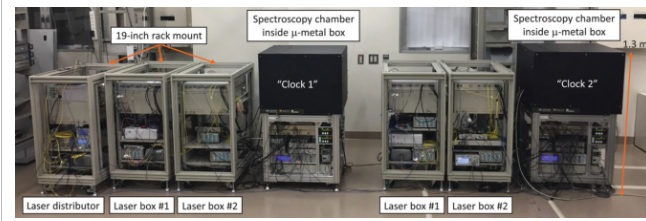 Spectroscopy chamber
inside μ-metal box
Spectroscopy chamber
inside μ-metal box
19-inch rack mount
1.3 m
“Clock 1”
“Clock 2”
Laser distributor
Laser box #1
Laser box #2
Laser box #1
Laser box #2